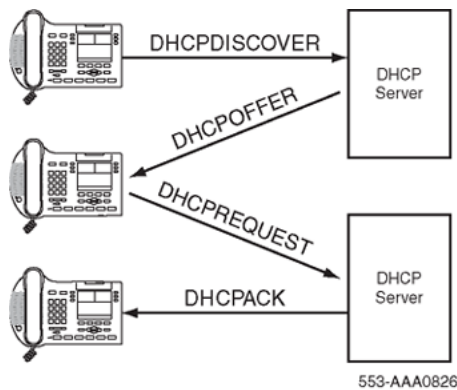 DHCPDISCOVER
DHCP
Server
DHCPOFFER
DHCPREQUEST
DHCP
Server
DHCPACK
553-AAA0826